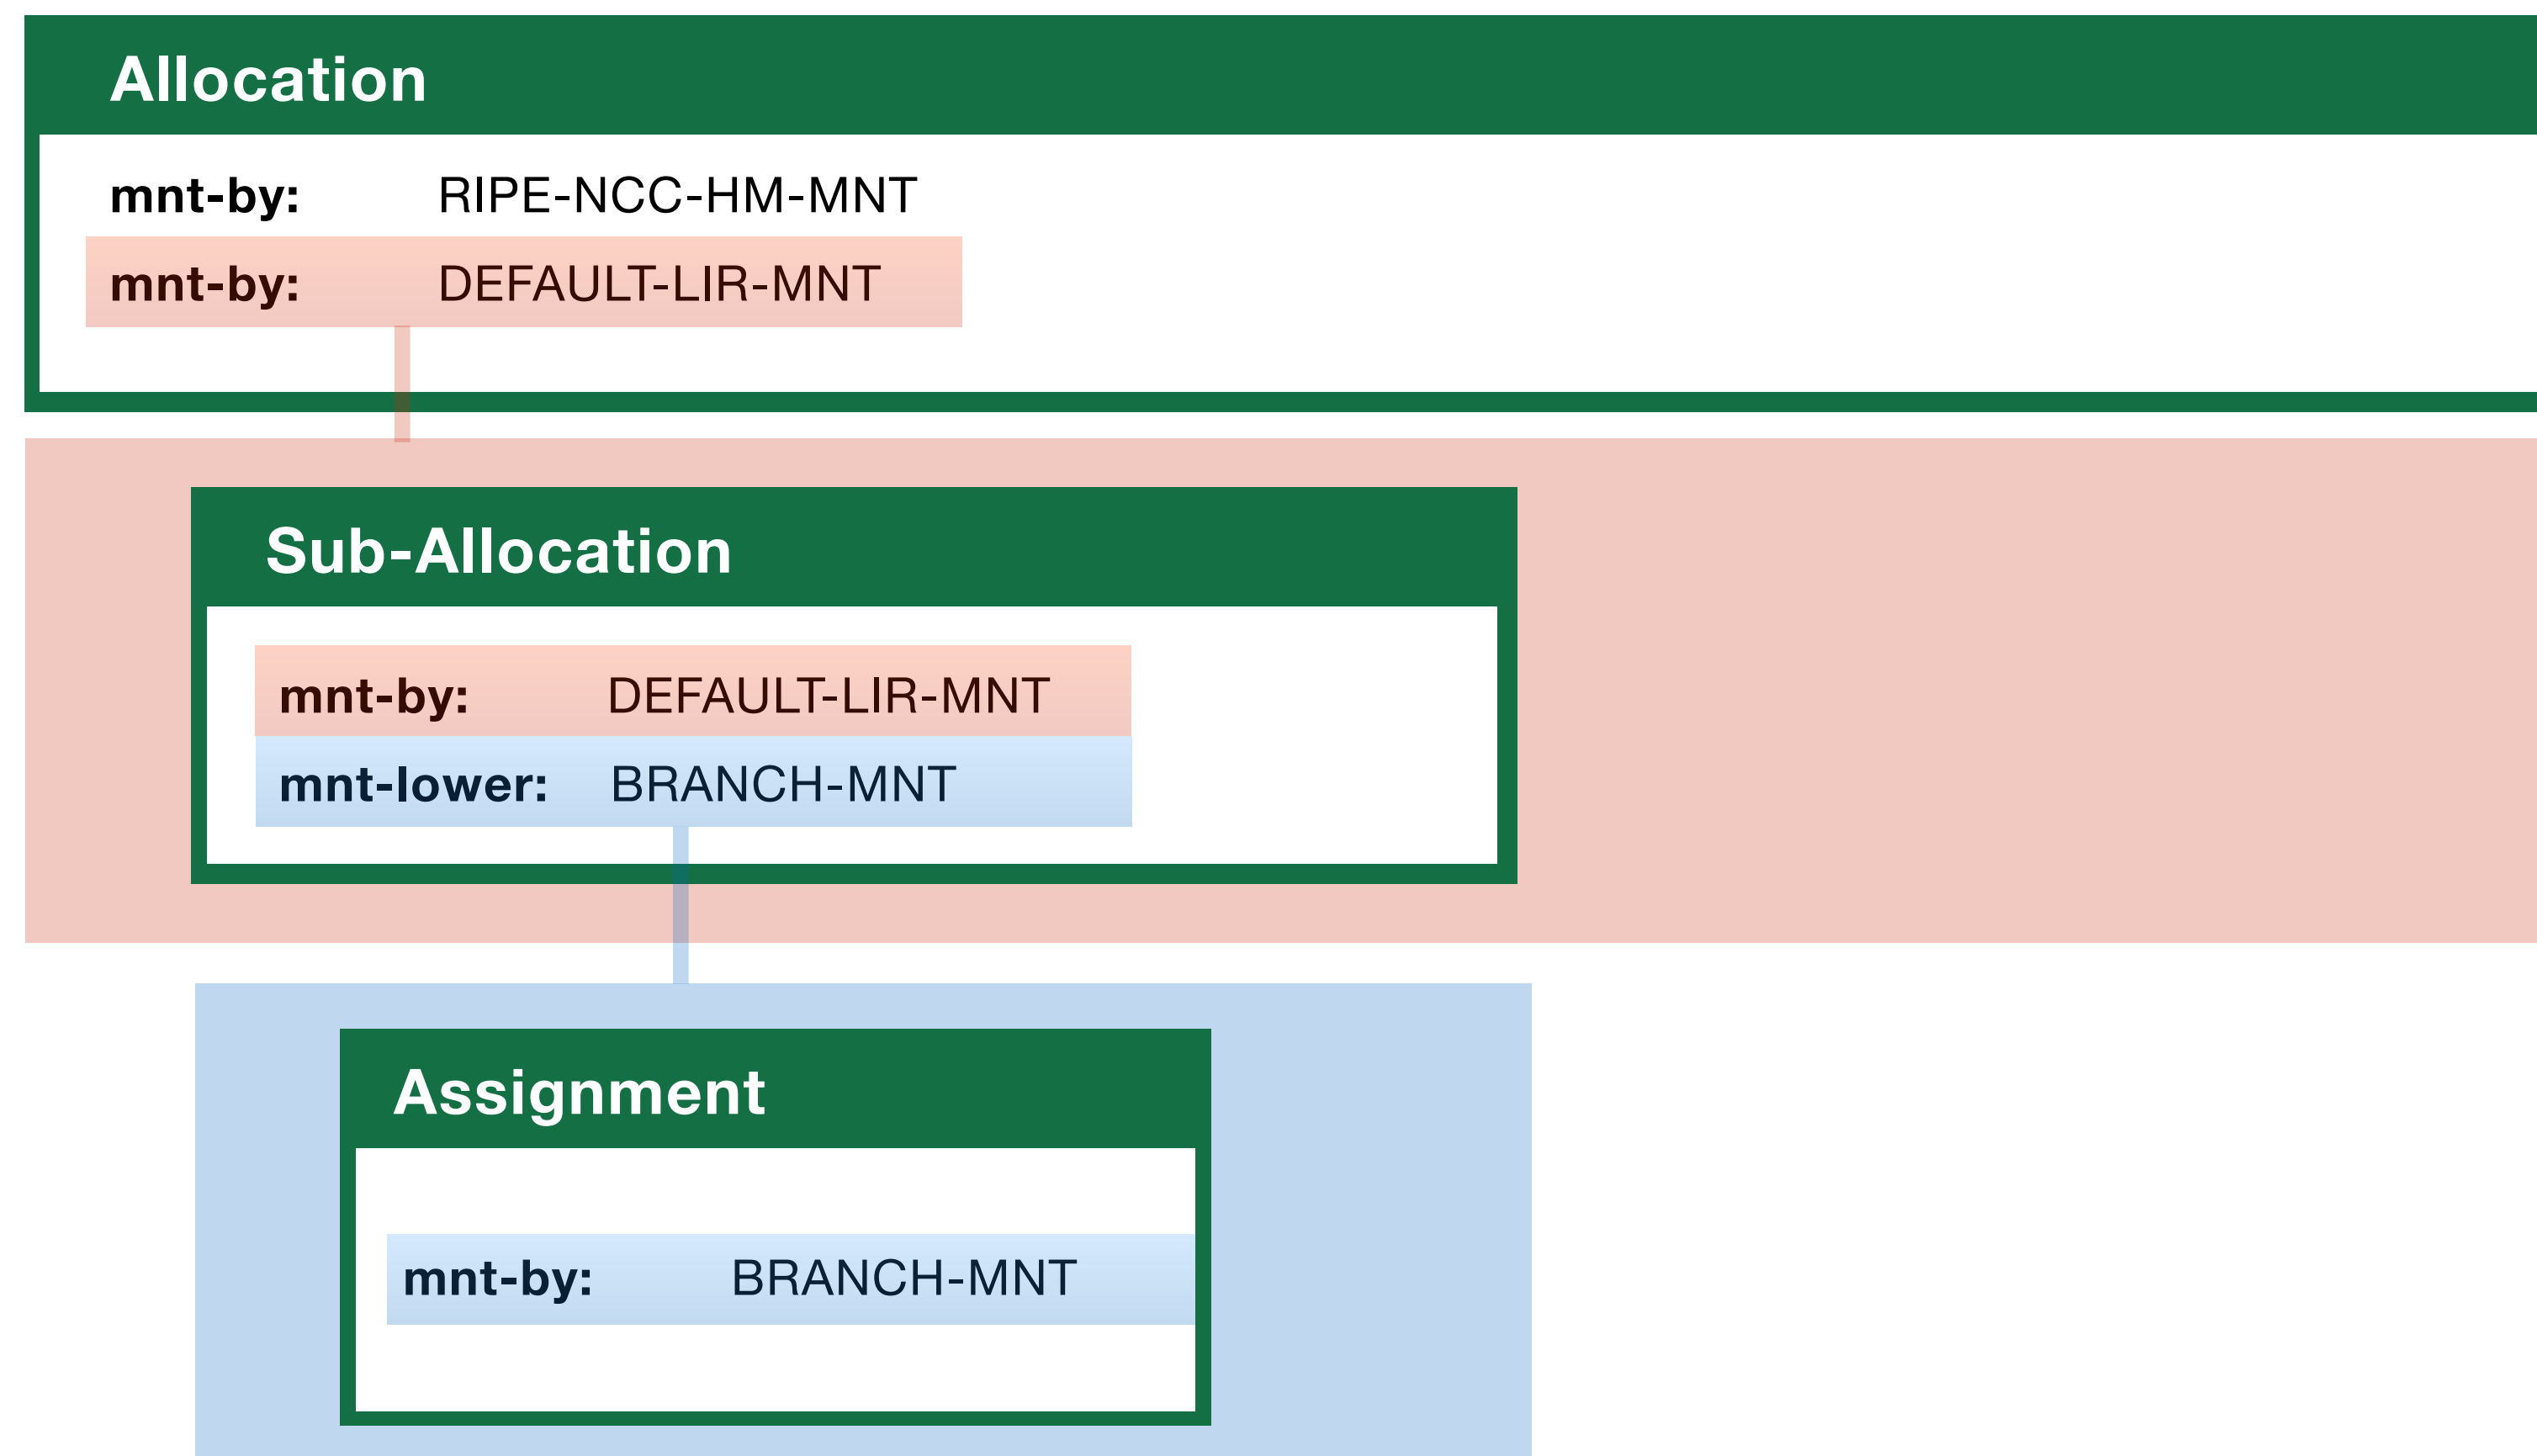 Allocation
mnt-by: RIPE-NCC-HM-MNT
mnt-by: DEFAULT-LIR-MNT
Sub-Allocation
mnt-by: DEFAULT-LIR-MNT
mnt-lower: BRANCH-MNT
Assignment
mnt-by: BRANCH-MNT